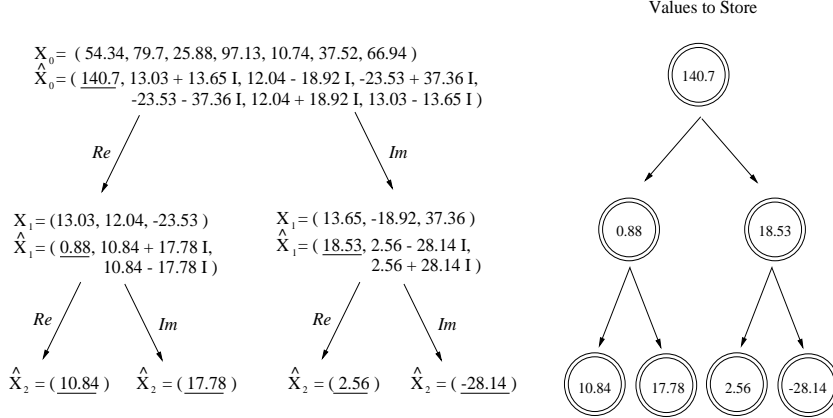 Values to Store
X₀ = ( 54.34, 79.7, 25.88, 97.13, 10.74, 37.52, 66.94 )
X̂₀ = ( 140.7, 13.03 + 13.65 I, 12.04 - 18.92 I, -23.53 + 37.36 I,
-23.53 - 37.36 I, 12.04 + 18.92 I, 13.03 - 13.65 I )
Re
Im
X₁ = (13.03, 12.04, -23.53 )
X̂₁ = ( 0.88, 10.84 + 17.78 I,
10.84 - 17.78 I )
X₁ = ( 13.65, -18.92, 37.36 )
X̂₁ = ( 18.53, 2.56 - 28.14 I,
2.56 + 28.14 I )
Re
Im
Re
Im
X̂₂ = ( 10.84 )
X̂₂ = ( 17.78 )
X̂₂ = ( 2.56 )
X̂₂ = ( -28.14 )
140.7
0.88
18.53
10.84
17.78
2.56
-28.14